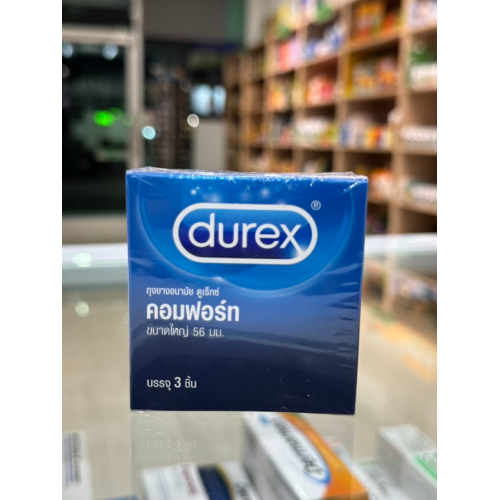 durex®
ถุงยางอนามัย ดูเร็กซ์
คอมฟอร์ท
ขนาดใหญ่ 56 มม.
บรรจุ 3 ชิ้น